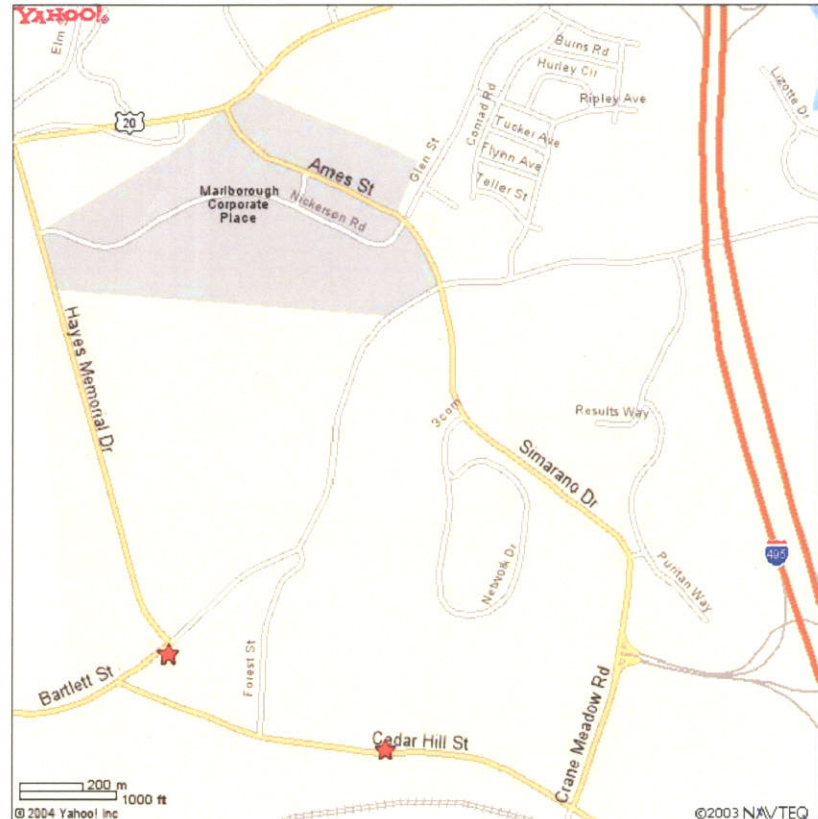 YAHOO!
Elm
20
Burns Rd
Hurley Cir
Ripley Ave
Lizotte Dr
Conrad Rd
Tucker Ave
Glen St
Flynn Ave
Teller St
Ames St
Marlborough
Corporate
Place
Nickerson Rd
Hayes Memorial Dr
3com
Results Way
Simarano Dr
495
Network Dr
Puritan Way
Bartlett St
Forest St
Crane Meadow Rd
Cedar Hill St
200 m
1000 ft
© 2004 Yahoo! Inc
©2003 NAVTEQ